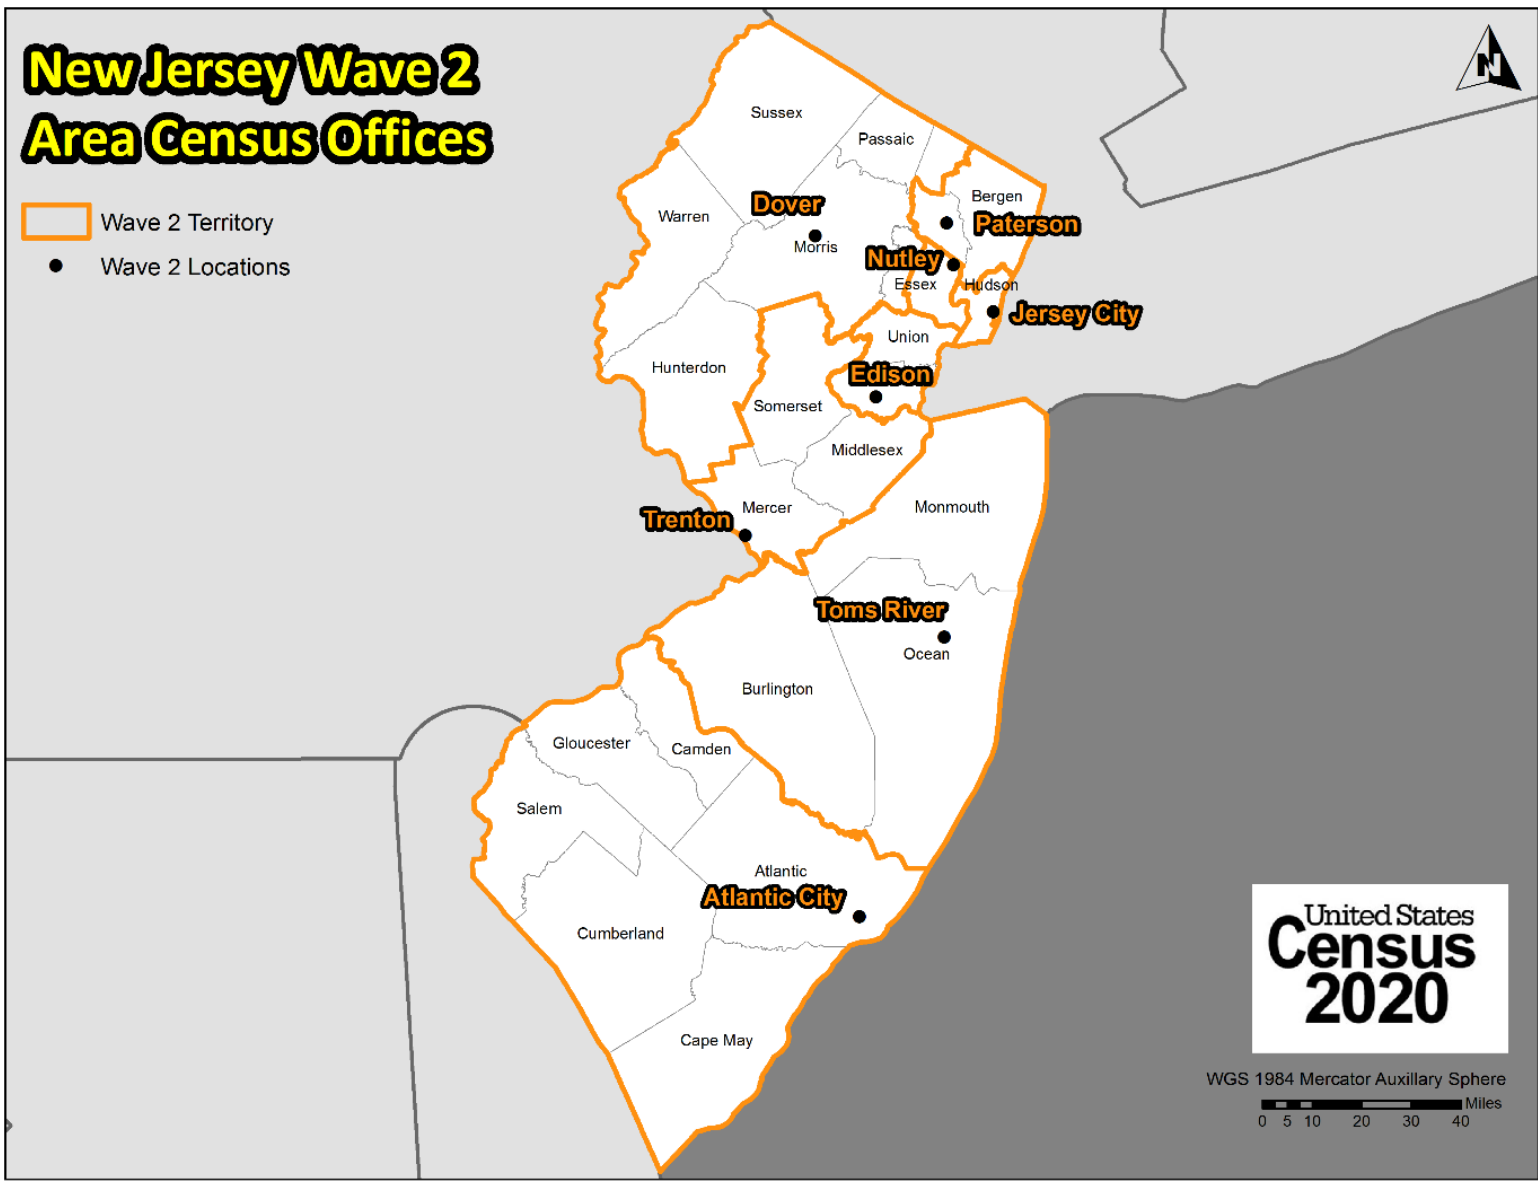 New Jersey Wave 2
Area Census Offices
Wave 2 Territory
Wave 2 Locations
N
Sussex
Passaic
Bergen
Warren
Dover
Morris
Paterson
Nutley
Essex
Hudson
Jersey City
Union
Hunterdon
Edison
Somerset
Middlesex
Mercer
Monmouth
Trenton
Toms River
Ocean
Burlington
Gloucester
Camden
Salem
Atlantic
Atlantic City
Cumberland
Cape May
United States
Census
2020
WGS 1984 Mercator Auxillary Sphere
Miles
0 5 10 20 30 40